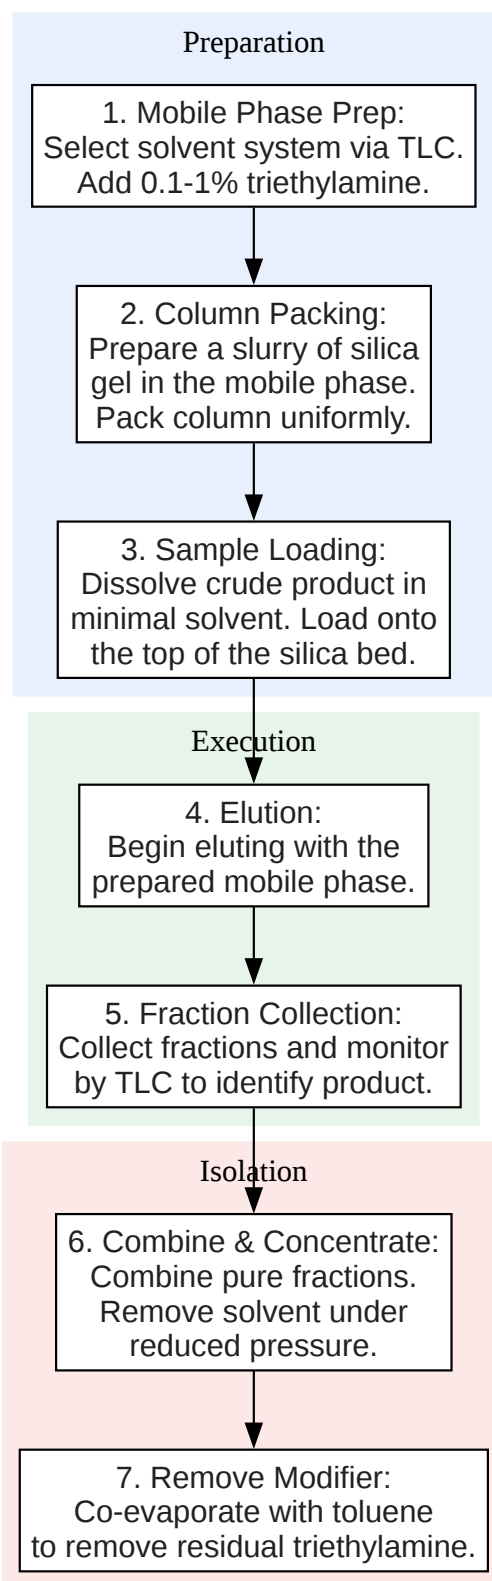 Preparation
1. Mobile Phase Prep:
Select solvent system via TLC.
Add 0.1-1% triethylamine.
2. Column Packing:
Prepare a slurry of silica
gel in the mobile phase.
Pack column uniformly.
3. Sample Loading:
Dissolve crude product in
minimal solvent. Load onto
the top of the silica bed.
Execution
4. Elution:
Begin eluting with the
prepared mobile phase.
5. Fraction Collection:
Collect fractions and monitor
by TLC to identify product.
Isolation
6. Combine & Concentrate:
Combine pure fractions.
Remove solvent under
reduced pressure.
7. Remove Modifier:
Co-evaporate with toluene
to remove residual triethylamine.